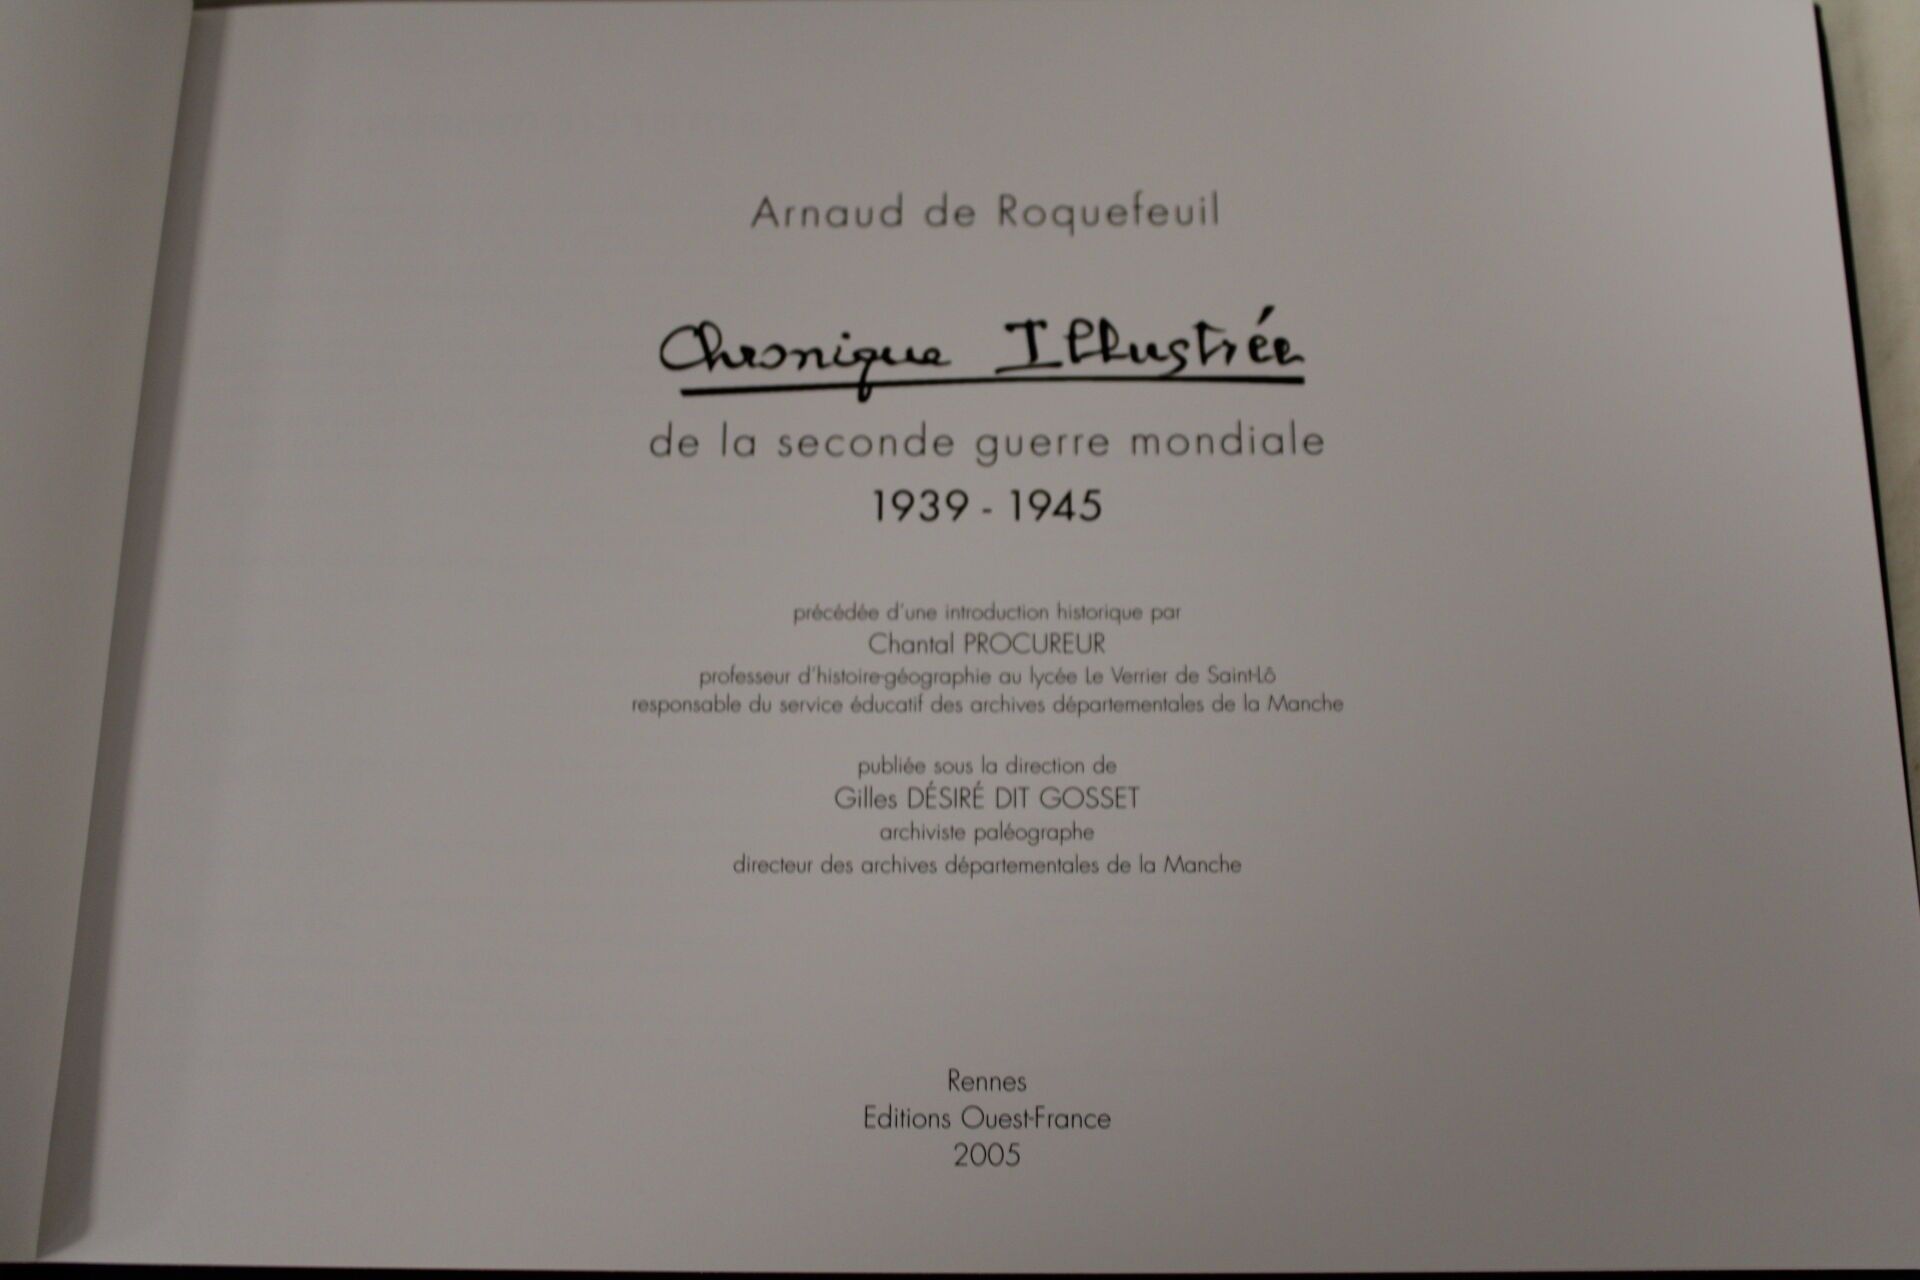 Arnaud de Roquefeuil
Chronique Illustrée
de la seconde guerre mondiale
1939 - 1945
précédée d'une introduction historique par
Chantal PROCUREUR
professeur d'histoire-géographie au lycée Le Verrier de Saint-Lô
responsable du service éducatif des archives départementales de la Manche
publiée sous la direction de
Gilles DÉSIRÉ DIT GOSSET
archiviste paléographe
directeur des archives départementales de la Manche
Rennes
Editions Ouest-France
2005